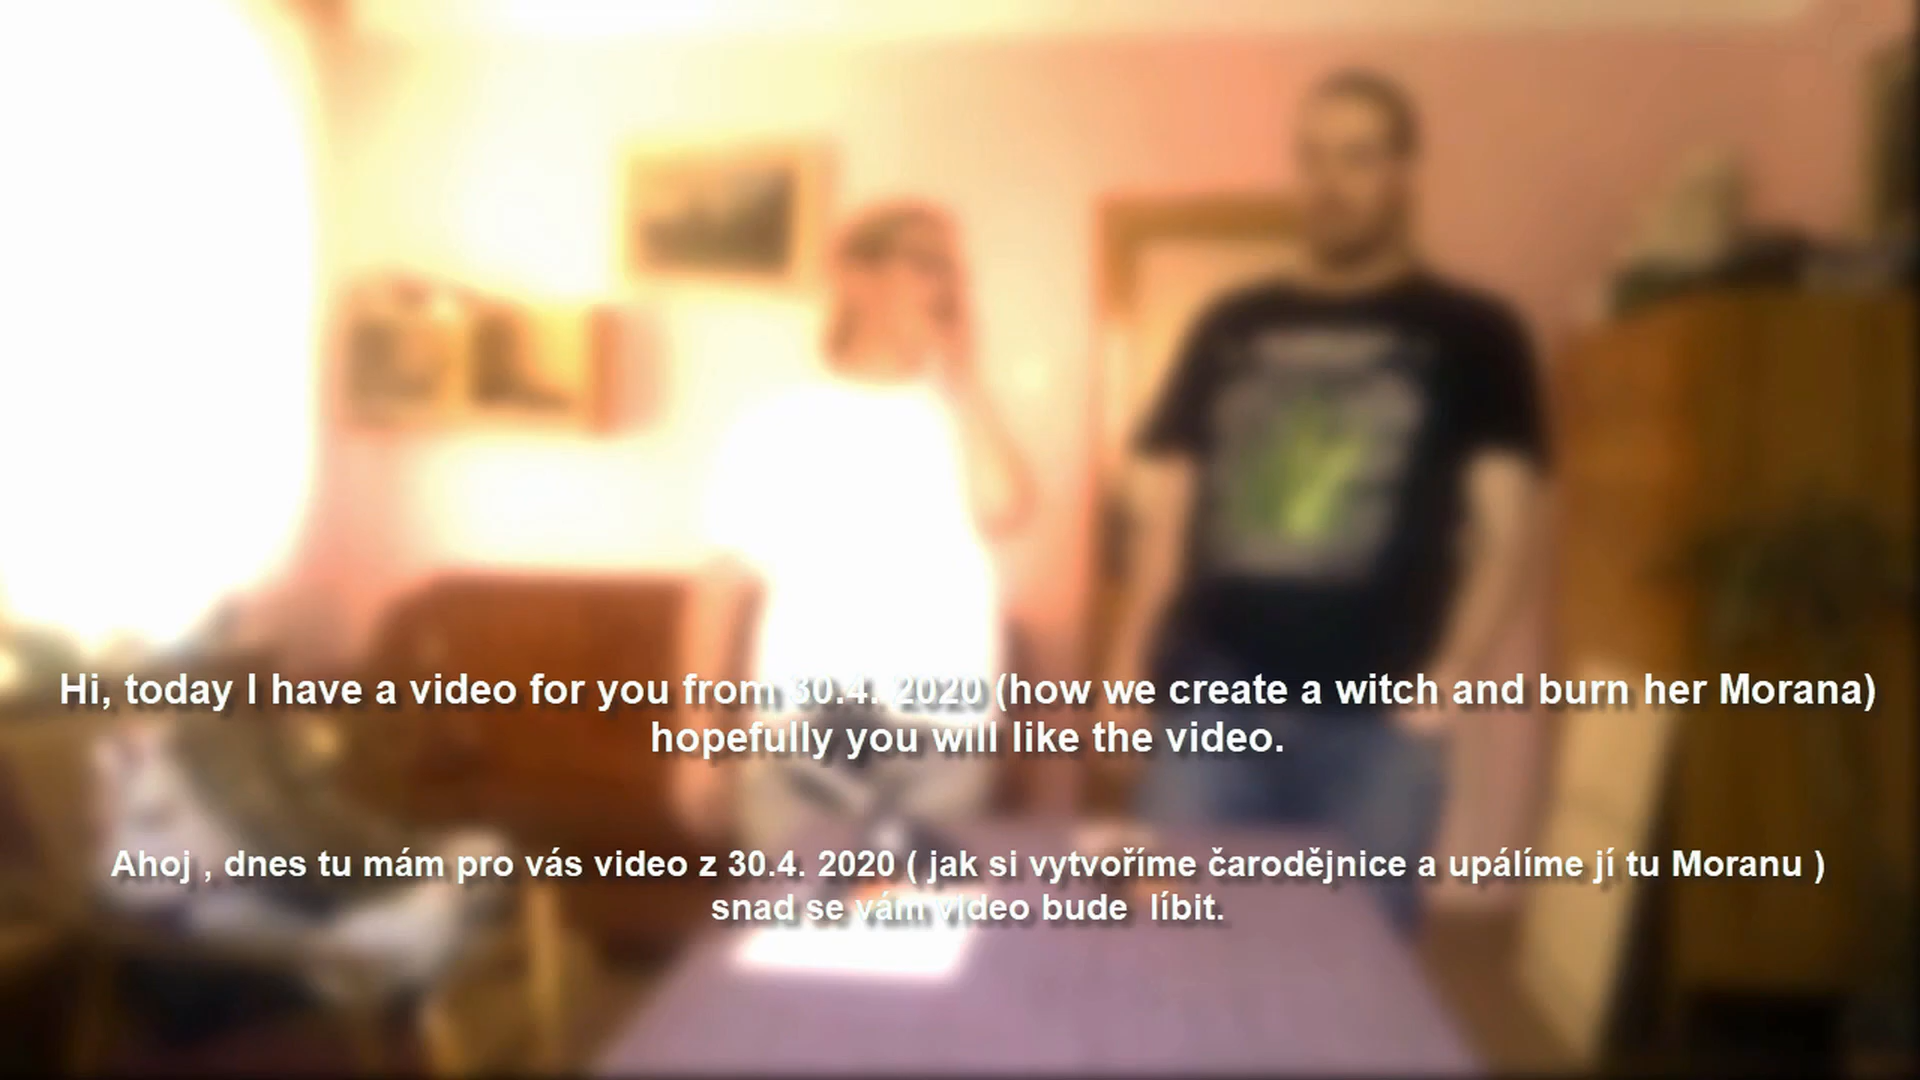 Hi, today I have a video for you from 30.4. 2020 (how we create a witch and burn her Morana)
hopefully you will like the video.
Ahoj , dnes tu mám pro vás video z 30.4. 2020 ( jak si vytvoříme čarodějnice a upálíme jí tu Moranu )
snad se vám video bude  líbit.